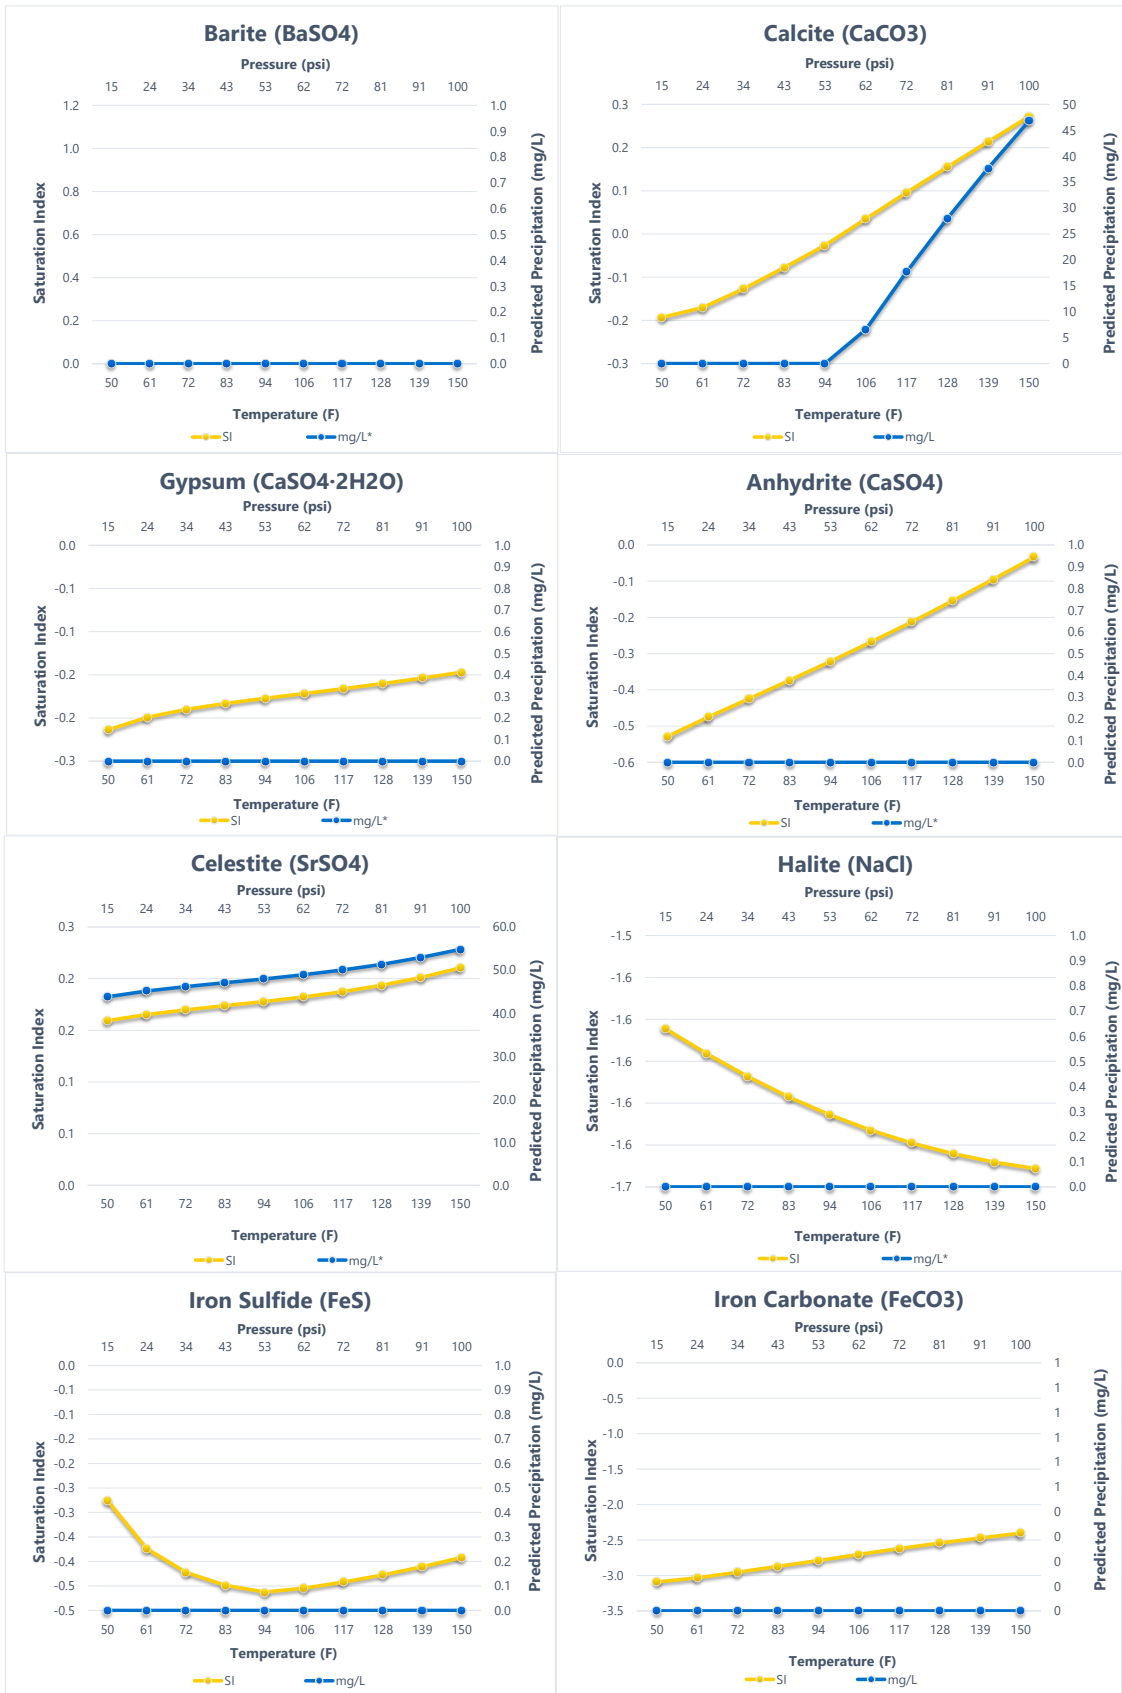 Barite (BaSO4)
Pressure (psi)
15 24 34 43 53 62 72 81 91 100
1.2
1.0
0.8
0.6
0.4
0.2
0.0
Saturation Index
1.0
0.9
0.8
0.7
0.6
0.5
0.4
0.3
0.2
0.1
0.0
Predicted Precipitation (mg/L)
50 61 72 83 94 106 117 128 139 150
Temperature (F)
SI mg/L*
Calcite (CaCO3)
Pressure (psi)
15 24 34 43 53 62 72 81 91 100
0.3
0.2
0.1
0.0
-0.1
-0.2
-0.3
Saturation Index
50
45
40
35
30
25
20
15
10
5
0
Predicted Precipitation (mg/L)
50 61 72 83 94 106 117 128 139 150
Temperature (F)
SI mg/L
Gypsum (CaSO4·2H2O)
Pressure (psi)
15 24 34 43 53 62 72 81 91 100
0.0
-0.1
-0.1
-0.2
-0.2
-0.3
Saturation Index
1.0
0.9
0.8
0.7
0.6
0.5
0.4
0.3
0.2
0.1
0.0
Predicted Precipitation (mg/L)
50 61 72 83 94 106 117 128 139 150
Temperature (F)
SI mg/L*
Anhydrite (CaSO4)
Pressure (psi)
15 24 34 43 53 62 72 81 91 100
0.0
-0.1
-0.2
-0.3
-0.4
-0.5
-0.6
Saturation Index
1.0
0.9
0.8
0.7
0.6
0.5
0.4
0.3
0.2
0.1
0.0
Predicted Precipitation (mg/L)
50 61 72 83 94 106 117 128 139 150
Temperature (F)
SI mg/L*
Celestite (SrSO4)
Pressure (psi)
15 24 34 43 53 62 72 81 91 100
0.3
0.2
0.2
0.1
0.1
0.0
Saturation Index
60.0
50.0
40.0
30.0
20.0
10.0
0.0
Predicted Precipitation (mg/L)
50 61 72 83 94 106 117 128 139 150
Temperature (F)
SI mg/L*
Halite (NaCl)
Pressure (psi)
15 24 34 43 53 62 72 81 91 100
-1.5
-1.6
-1.6
-1.6
-1.6
-1.6
-1.7
Saturation Index
1.0
0.9
0.8
0.7
0.6
0.5
0.4
0.3
0.2
0.1
0.0
Predicted Precipitation (mg/L)
50 61 72 83 94 106 117 128 139 150
Temperature (F)
SI mg/L*
Iron Sulfide (FeS)
Pressure (psi)
15 24 34 43 53 62 72 81 91 100
0.0
-0.1
-0.1
-0.2
-0.2
-0.3
-0.3
-0.4
-0.4
-0.5
-0.5
Saturation Index
1.0
0.9
0.8
0.7
0.6
0.5
0.4
0.3
0.2
0.1
0.0
Predicted Precipitation (mg/L)
50 61 72 83 94 106 117 128 139 150
Temperature (F)
SI mg/L
Iron Carbonate (FeCO3)
Pressure (psi)
15 24 34 43 53 62 72 81 91 100
0.0
-0.5
-1.0
-1.5
-2.0
-2.5
-3.0
-3.5
Saturation Index
1
1
1
1
1
1
0
0
0
0
0
Predicted Precipitation (mg/L)
50 61 72 83 94 106 117 128 139 150
Temperature (F)
SI mg/L